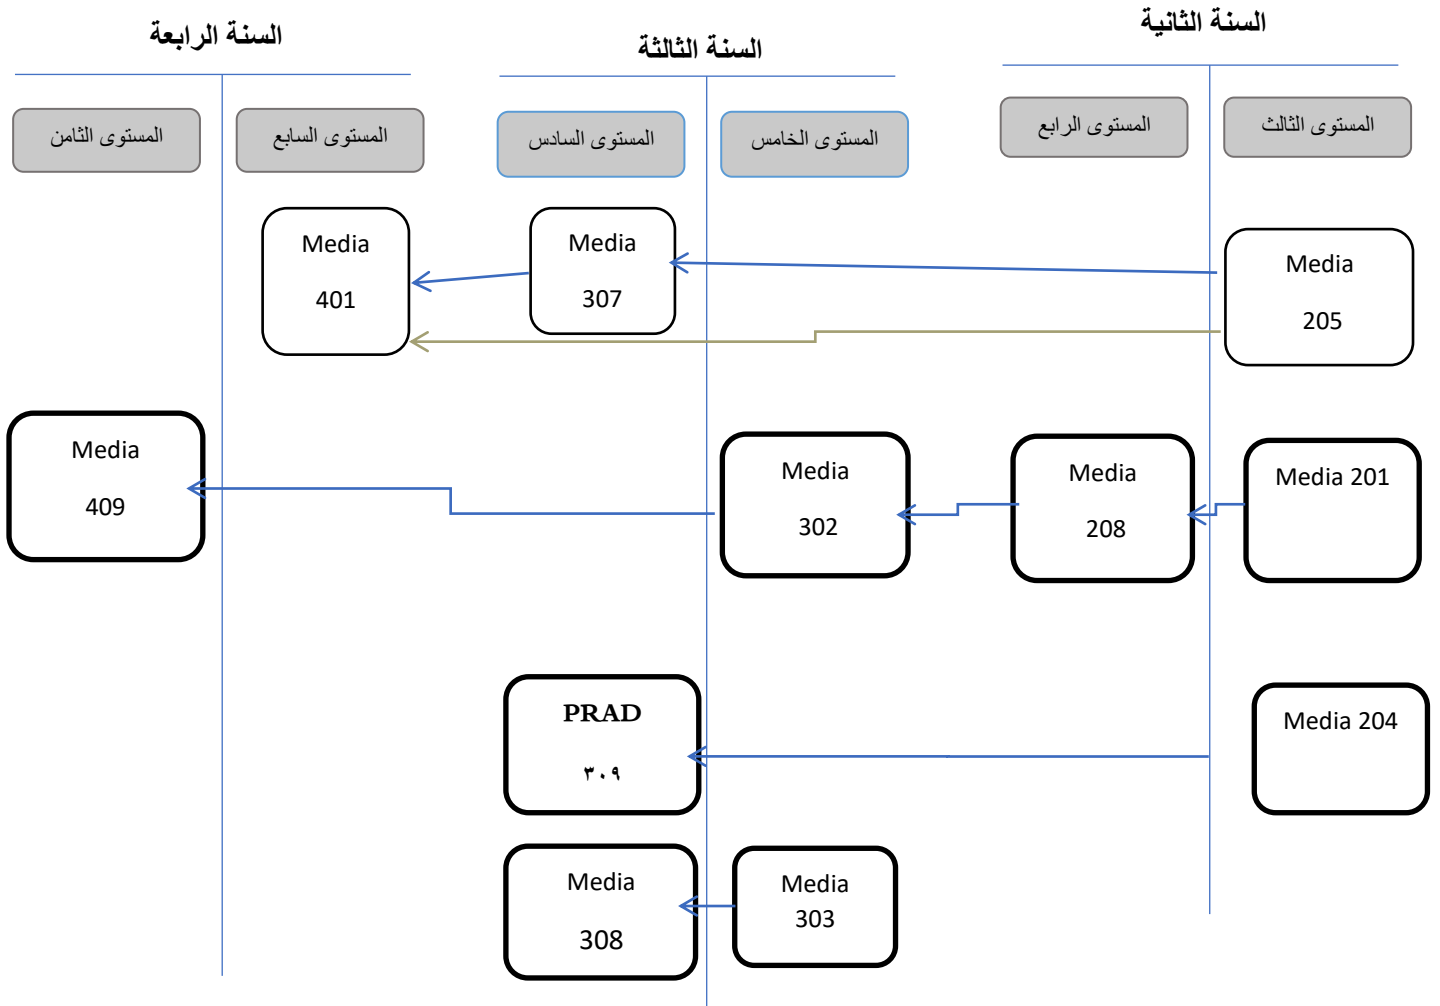 السنة الثانية
السنة الثالثة
السنة الرابعة
المستوى الثالث
المستوى الرابع
المستوى الخامس
المستوى السادس
المستوى السابع
المستوى الثامن
Media
205
Media
307
Media
401
Media 201
Media
208
Media
302
Media
409
Media 204
PRAD
٣٠٩
Media
303
Media
308